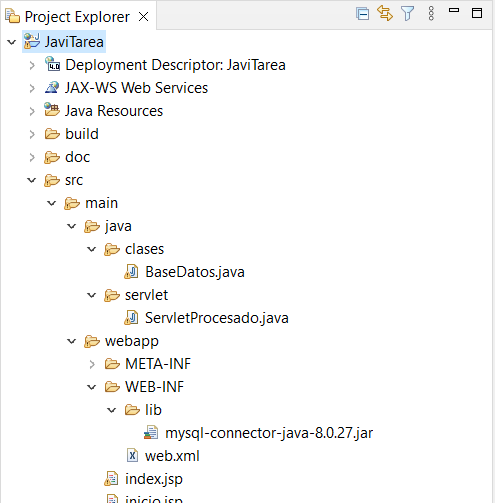 Project Explorer
JaviTarea
4.0 Deployment Descriptor: JaviTarea
JAX-WS Web Services
Java Resources
build
doc
src
main
java
clases
BaseDatos.java
servlet
ServletProcesado.java
webapp
META-INF
WEB-INF
lib
mysql-connector-java-8.0.27.jar
web.xml
index.jsp
inicio.jsp